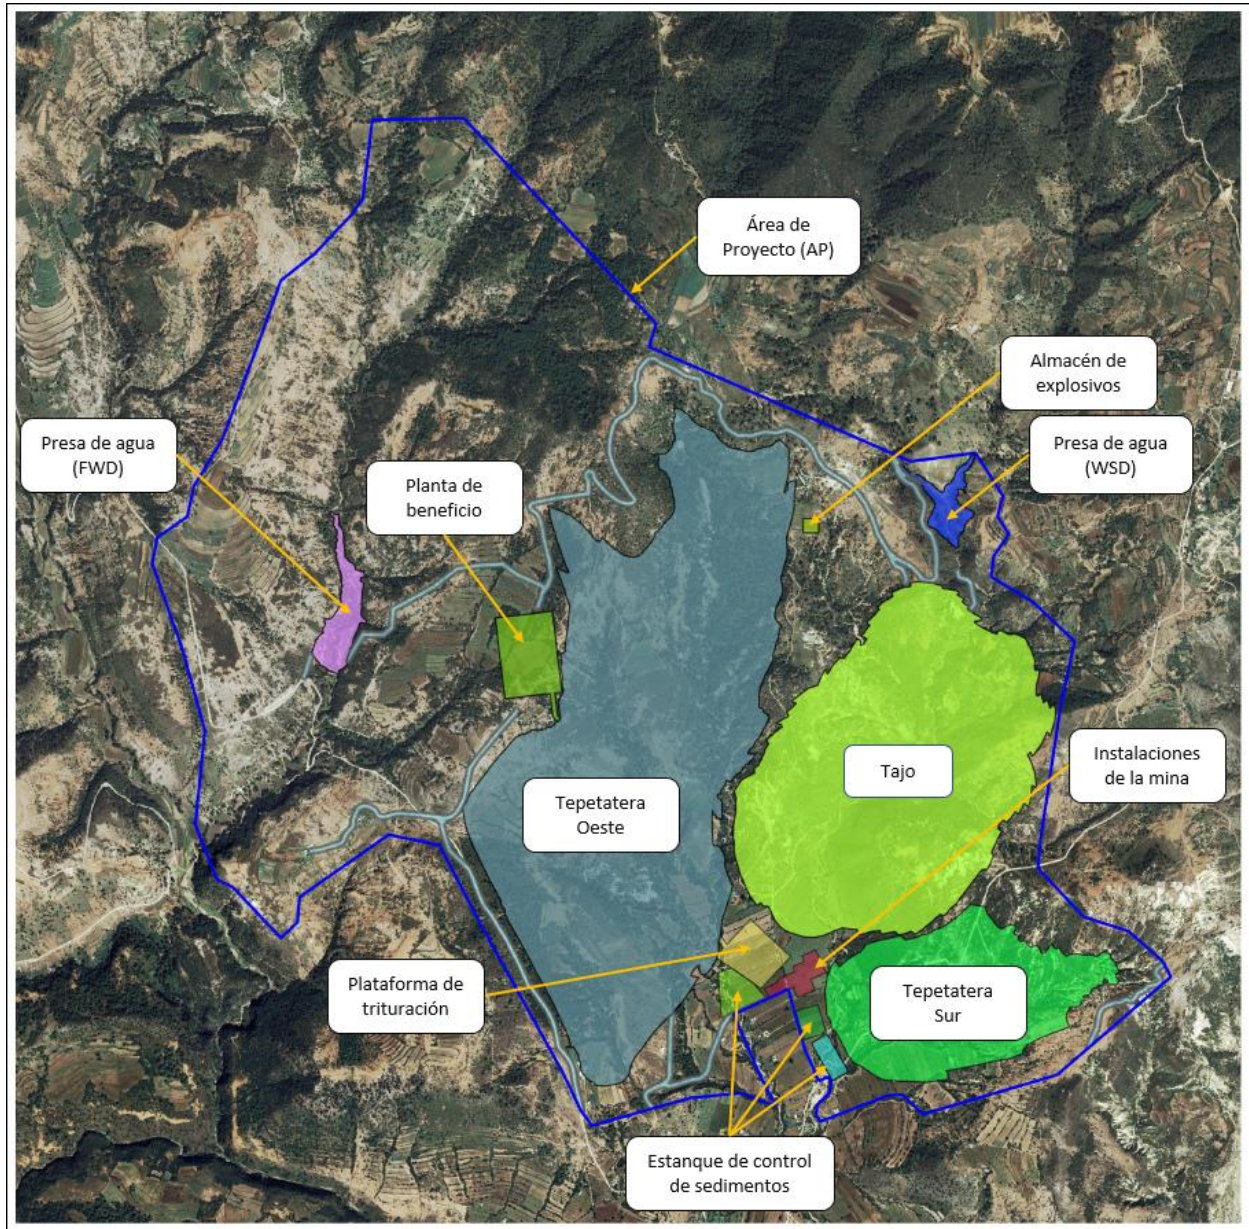 Área de
Proyecto (AP)
Almacén de
explosivos
Presa de agua
(FWD)
Presa de agua
(WSD)
Planta de
beneficio
Instalaciones
de la mina
Tajo
Tepetatera
Oeste
Plataforma de
trituración
Tepetatera
Sur
Estanque de control
de sedimentos